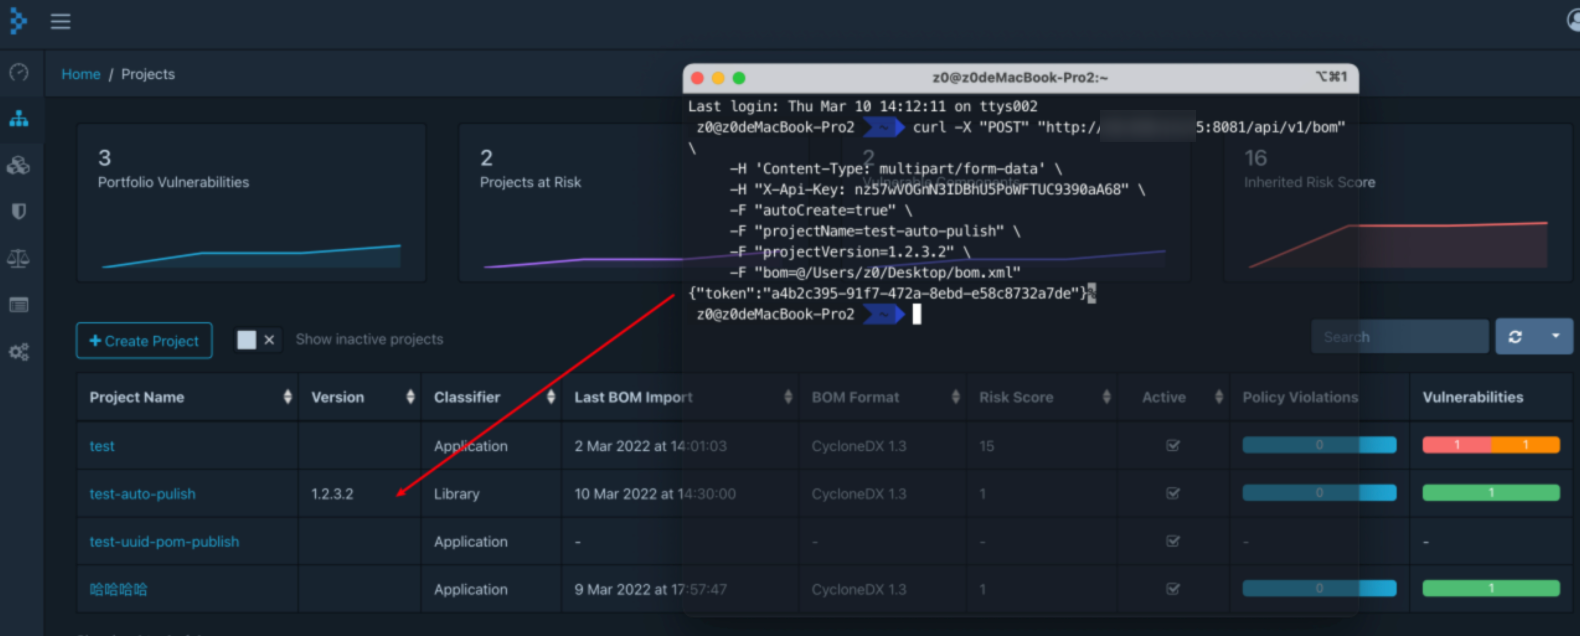 Home / Projects
z0@z0deMacBook-Pro2:~
⌥⌘1
Last login: Thu Mar 10 14:12:11 on ttys002
z0@z0deMacBook-Pro2 ~ curl -X "POST" "http:/ 5:8081/api/v1/bom"
\
-H 'Content-Type: multipart/form-data' \
-H "X-Api-Key: nz57wVOGnN3IDBhU5PoWFTUC9390aA68" \
-F "autoCreate=true" \
-F "projectName=test-auto-pulish" \
-F "projectVersion=1.2.3.2" \
-F "bom=@/Users/z0/Desktop/bom.xml"
{"token":"a4b2c395-91f7-472a-8ebd-e58c8732a7de"}%
z0@z0deMacBook-Pro2 ~
3
Portfolio Vulnerabilities
2
Projects at Risk
2
Vulnerable Components
16
Inherited Risk Score
+ Create Project
Show inactive projects
Search
Project Name Version Classifier Last BOM Import BOM Format Risk Score Active Policy Violations Vulnerabilities
test Application 2 Mar 2022 at 14:01:03 CycloneDX 1.3 15 0 1 1
test-auto-pulish 1.2.3.2 Library 10 Mar 2022 at 14:30:00 CycloneDX 1.3 1 0 1
test-uuid-pom-publish Application - - - - -
哈哈哈哈 Application 9 Mar 2022 at 17:57:47 CycloneDX 1.3 1 0 1